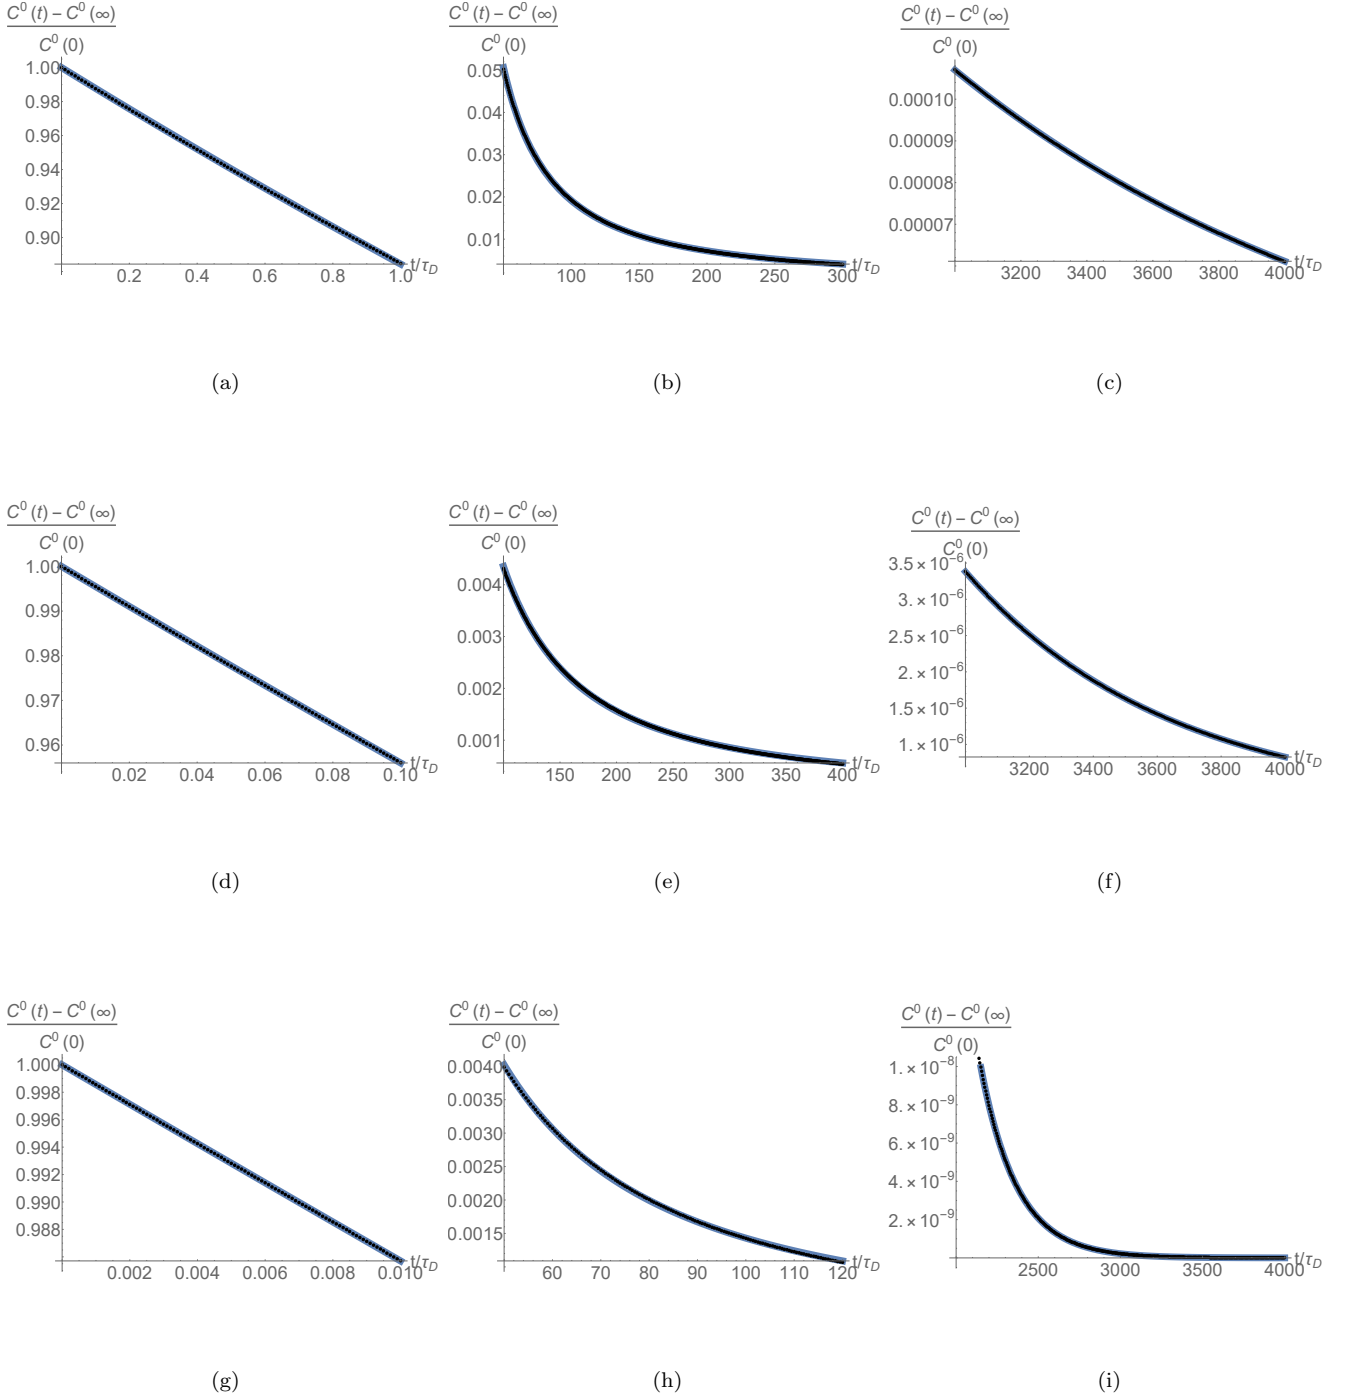 C⁰(t) – C⁰(∞)
C⁰(0)
1.00
0.98
0.96
0.94
0.92
0.90
0.2 0.4 0.6 0.8 1.0 t/τ_D
(a)
C⁰(t) – C⁰(∞)
C⁰(0)
0.05
0.04
0.03
0.02
0.01
100 150 200 250 300 t/τ_D
(b)
C⁰(t) – C⁰(∞)
C⁰(0)
0.00010
0.00009
0.00008
0.00007
3200 3400 3600 3800 4000 t/τ_D
(c)
C⁰(t) – C⁰(∞)
C⁰(0)
1.00
0.99
0.98
0.97
0.96
0.02 0.04 0.06 0.08 0.10 t/τ_D
(d)
C⁰(t) – C⁰(∞)
C⁰(0)
0.004
0.003
0.002
0.001
150 200 250 300 350 400 t/τ_D
(e)
C⁰(t) – C⁰(∞)
C⁰(0)
3.5×10⁻⁶
3.×10⁻⁶
2.5×10⁻⁶
2.×10⁻⁶
1.5×10⁻⁶
1.×10⁻⁶
3200 3400 3600 3800 4000 t/τ_D
(f)
C⁰(t) – C⁰(∞)
C⁰(0)
1.000
0.998
0.996
0.994
0.992
0.990
0.988
0.002 0.004 0.006 0.008 0.010 t/τ_D
(g)
C⁰(t) – C⁰(∞)
C⁰(0)
0.0040
0.0035
0.0030
0.0025
0.0020
0.0015
60 70 80 90 100 110 120 t/τ_D
(h)
C⁰(t) – C⁰(∞)
C⁰(0)
1.×10⁻⁸
8.×10⁻⁹
6.×10⁻⁹
4.×10⁻⁹
2.×10⁻⁹
2500 3000 3500 4000 t/τ_D
(i)